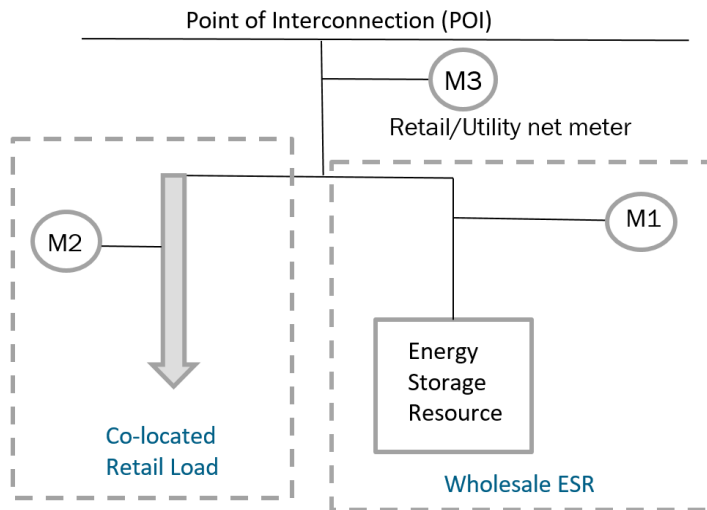 Point of Interconnection (POI)
M3
Retail/Utility net meter
M2
M1
Energy
Storage
Resource
Co-located
Retail Load
Wholesale ESR